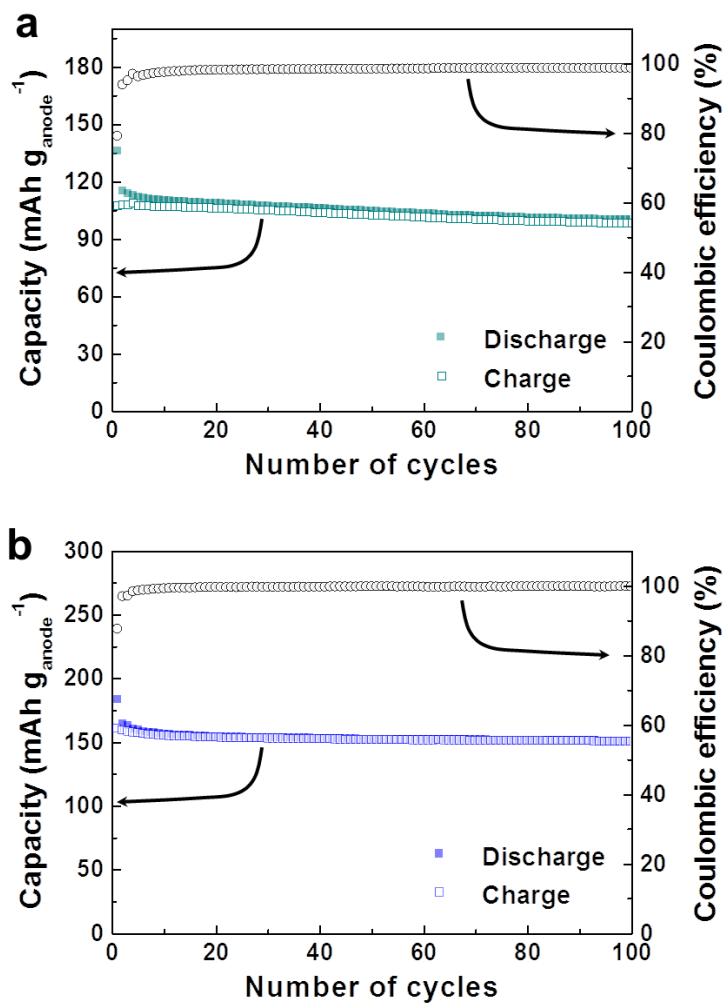 a
180
150
120
90
60
30
0
100
80
60
40
20
0
0 20 40 60 80 100
Capacity (mAh g_anode^-1)
Coulombic efficiency (%)
Discharge
Charge
Number of cycles
b
300
250
200
150
100
50
0
100
80
60
40
20
0
0 20 40 60 80 100
Capacity (mAh g_anode^-1)
Coulombic efficiency (%)
Discharge
Charge
Number of cycles